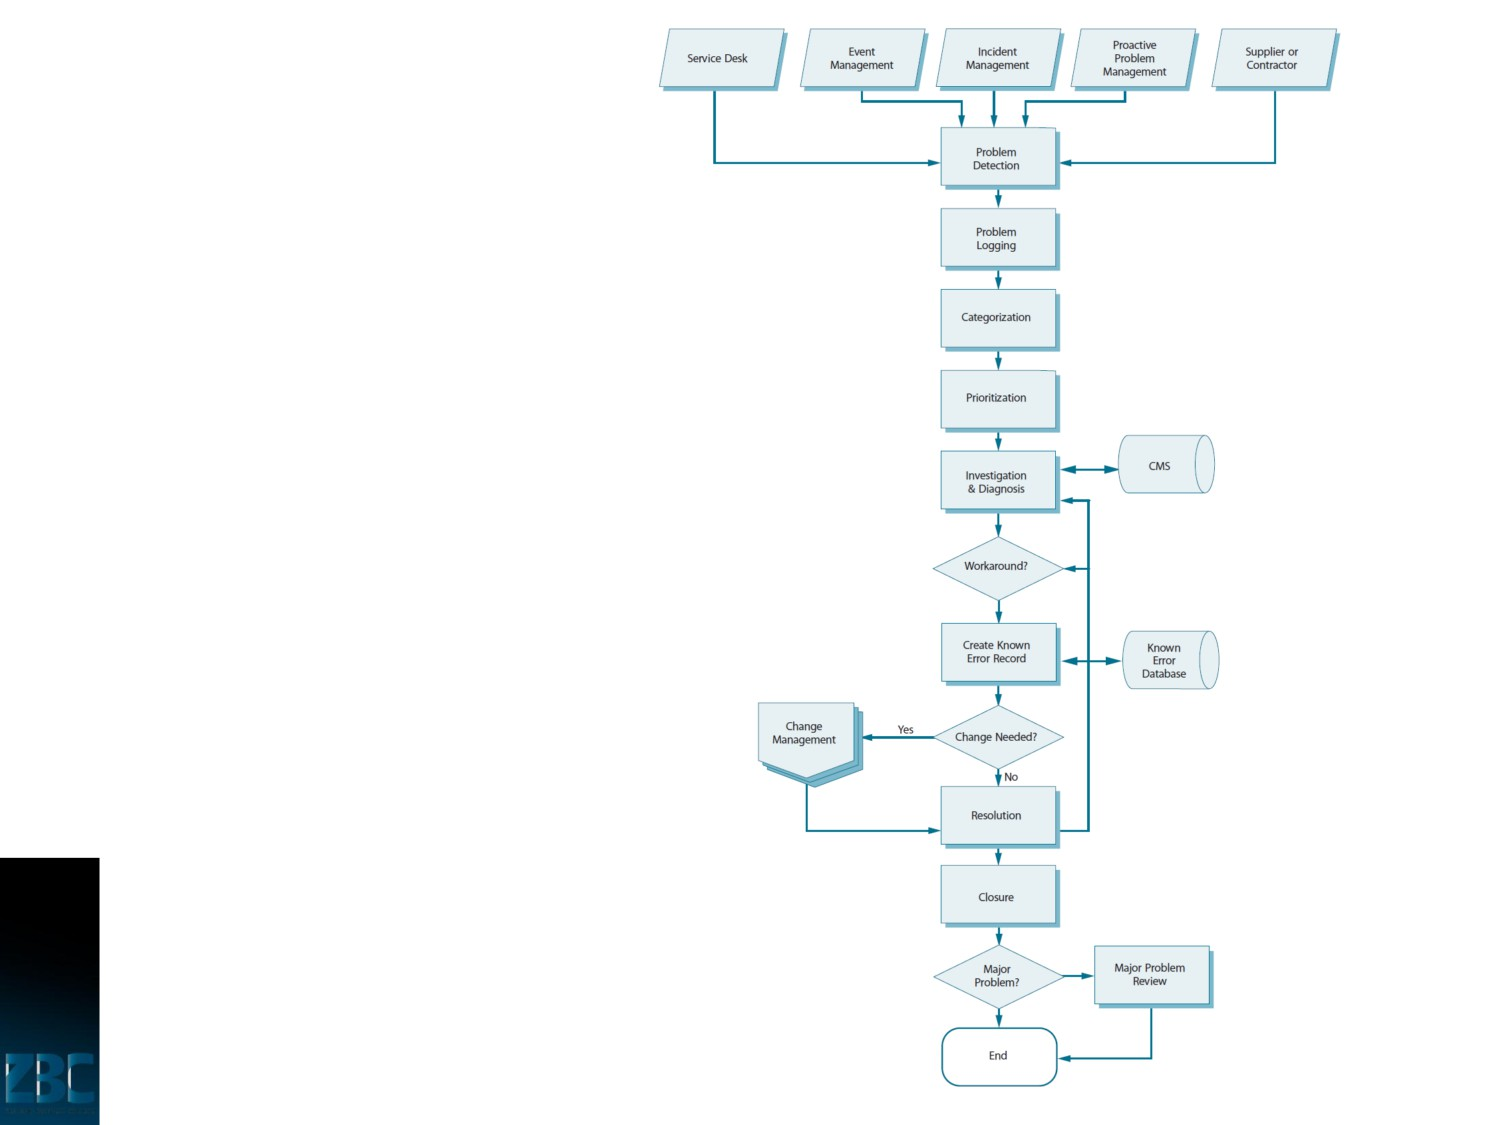 Service Desk
Event
Management
Incident
Management
Proactive
Problem
Management
Supplier or
Contractor
Problem
Detection
Problem
Logging
Categorization
Prioritization
Investigation
& Diagnosis
CMS
Workaround?
Create Known
Error Record
Known
Error
Database
Change
Management
Yes
Change Needed?
No
Resolution
Closure
Major
Problem?
Major Problem
Review
End
ZBC